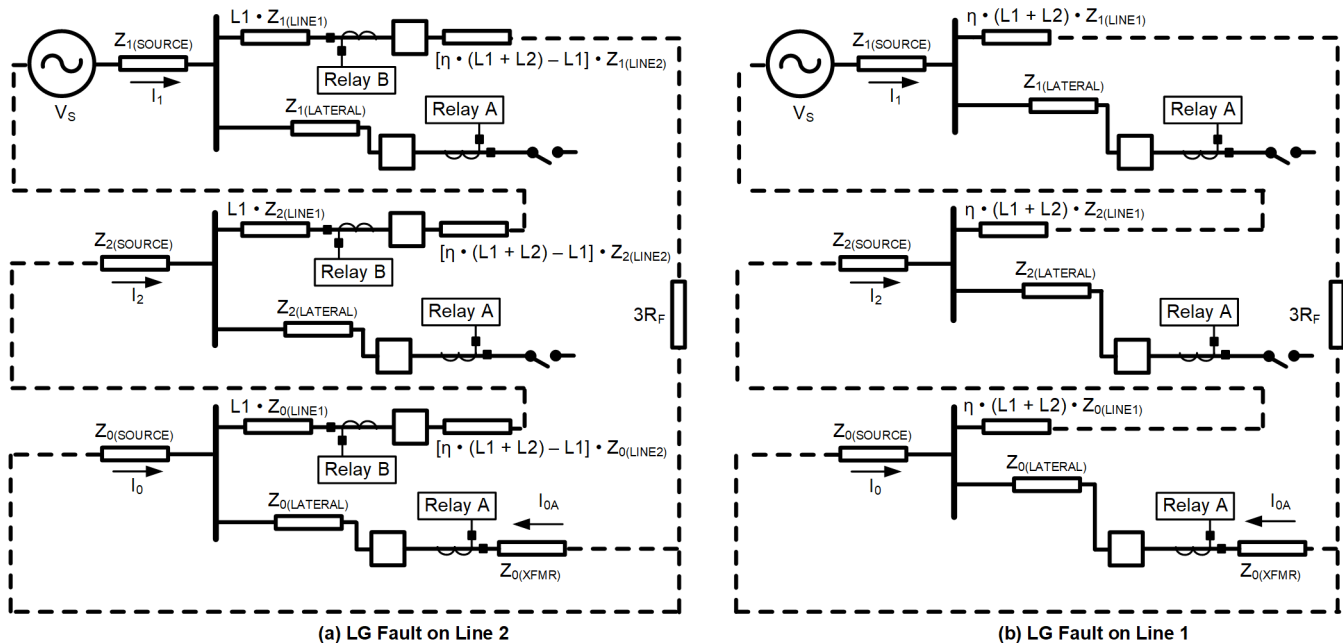 L1 • Z1(LINE1)
Z1(SOURCE)
[η • (L1 + L2) – L1] • Z1(LINE2)
Relay B
I1
VS
Z1(LATERAL)
Relay A
L1 • Z2(LINE1)
Z2(SOURCE)
[η • (L1 + L2) – L1] • Z2(LINE2)
Relay B
I2
Z2(LATERAL)
Relay A
3RF
L1 • Z0(LINE1)
Z0(SOURCE)
[η • (L1 + L2) – L1] • Z0(LINE2)
Relay B
I0
Z0(LATERAL)
Relay A
I0A
Z0(XFMR)
(a) LG Fault on Line 2
η • (L1 + L2) • Z1(LINE1)
Z1(SOURCE)
I1
VS
Z1(LATERAL)
Relay A
η • (L1 + L2) • Z2(LINE1)
Z2(SOURCE)
I2
Z2(LATERAL)
Relay A
3RF
η • (L1 + L2) • Z0(LINE1)
Z0(SOURCE)
I0
Z0(LATERAL)
Relay A
I0A
Z0(XFMR)
(b) LG Fault on Line 1